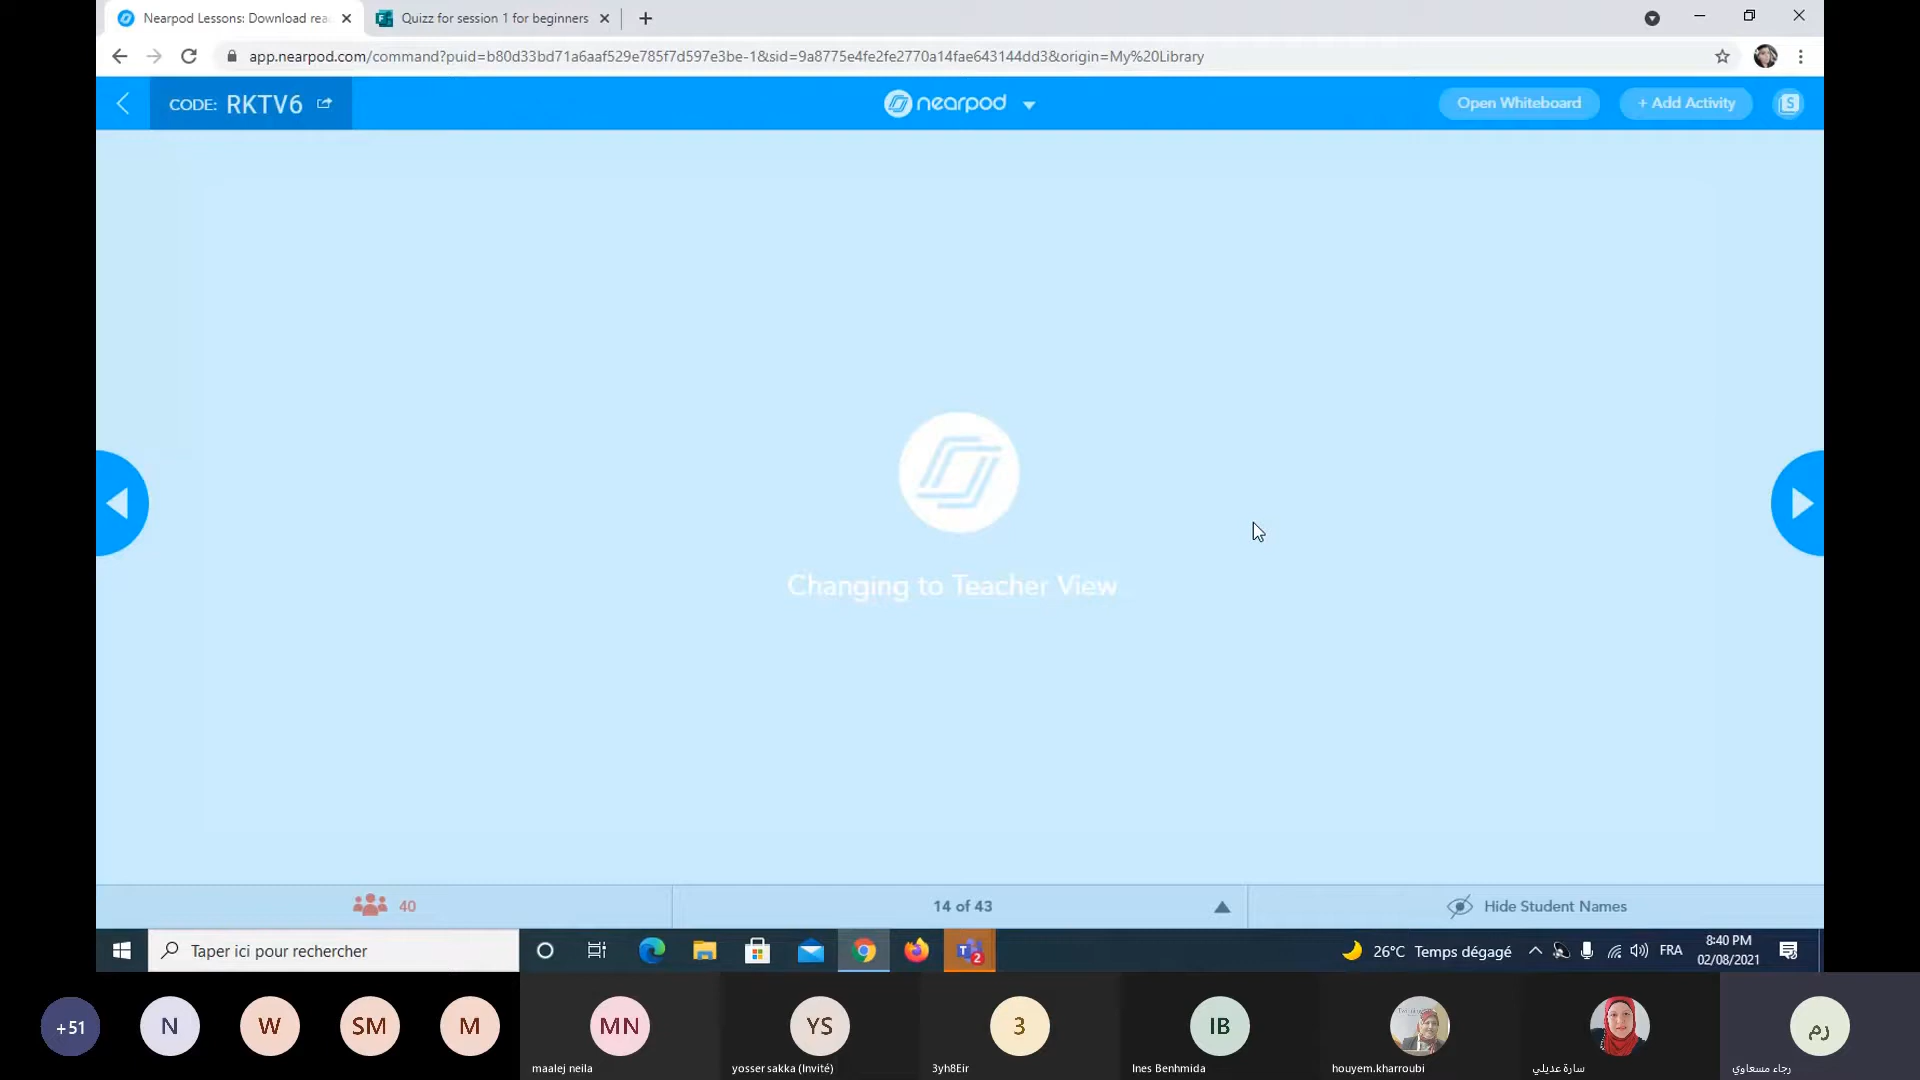 Nearpod Lessons: Download rea
Quizz for session 1 for beginners
app.nearpod.com/command?puid=b80d33bd71a6aaf529e785f7d597e3be-1&sid=9a8775e4fe2fe2770a14fae643144dd3&origin=My%20Library
CODE: RKTV6
nearpod
Open Whiteboard
+ Add Activity
S
Changing to Teacher View
40
14 of 43
Hide Student Names
Taper ici pour rechercher
2
26°C Temps dégagé
FRA
8:40 PM
02/08/2021
+51
N
W
SM
M
MN
YS
3
IB
رم
maalej neila
yosser sakka (Invité)
3yh8Eir
Ines Benhmida
houyem.kharroubi
سارة عديلي
رجاء مسعاوي